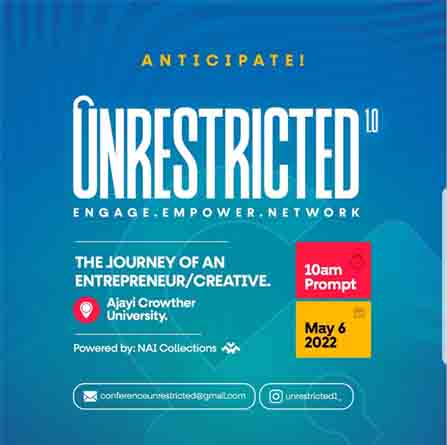 ANTICIPATE!
UNRESTRICTED 1.0
ENGAGE.EMPOWER.NETWORK
THE JOURNEY OF AN
ENTREPRENEUR/CREATIVE.
Ajayi Crowther
University.
10am
Prompt
May 6
2022
Powered by: NAI Collections
conferenceunrestricted@gmail.com
unrestricted1_